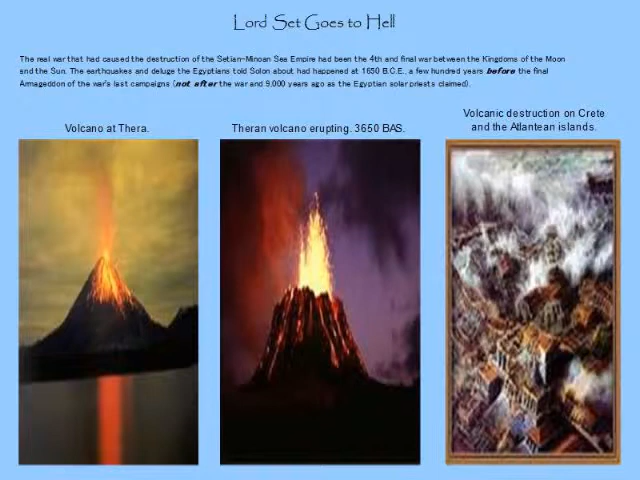 Lord Set Goes to Hell
The real war that had caused the destruction of the Setian-Minoan Sea Empire had been the 4th and final war between the Kingdoms of the Moon
and the Sun. The earthquakes and deluge the Egyptians told Solon about had happened at 1650 B.C.E., a few hundred years before the final
Armageddon of the war's last campaigns (not after the war and 9,000 years ago as the Egyptian solar priests claimed).
Volcano at Thera.
Theran volcano erupting. 3650 BAS.
Volcanic destruction on Crete
and the Atlantean islands.